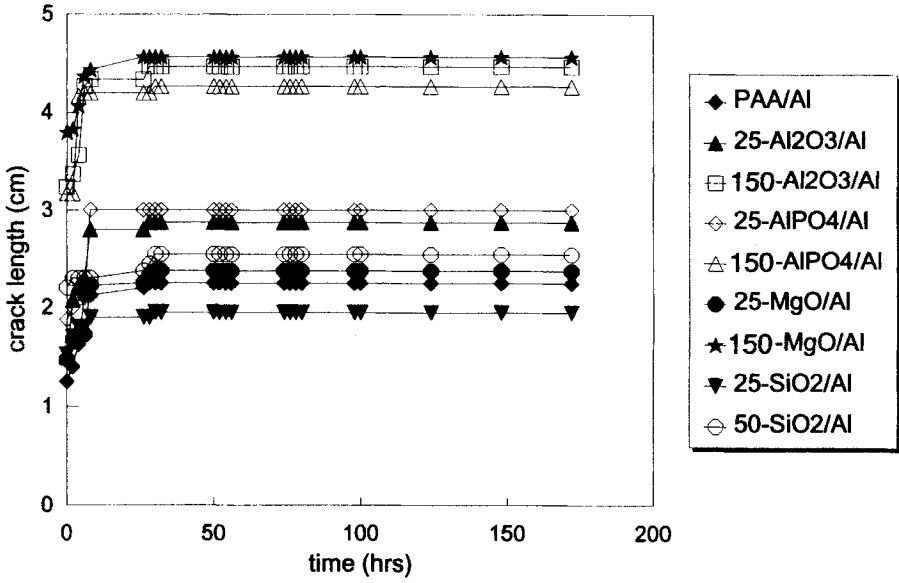 5
4
3
2
1
0
crack length (cm)
0 50 100 150 200
time (hrs)
PAA/Al
25-Al2O3/Al
150-Al2O3/Al
25-AlPO4/Al
150-AlPO4/Al
25-MgO/Al
150-MgO/Al
25-SiO2/Al
50-SiO2/Al